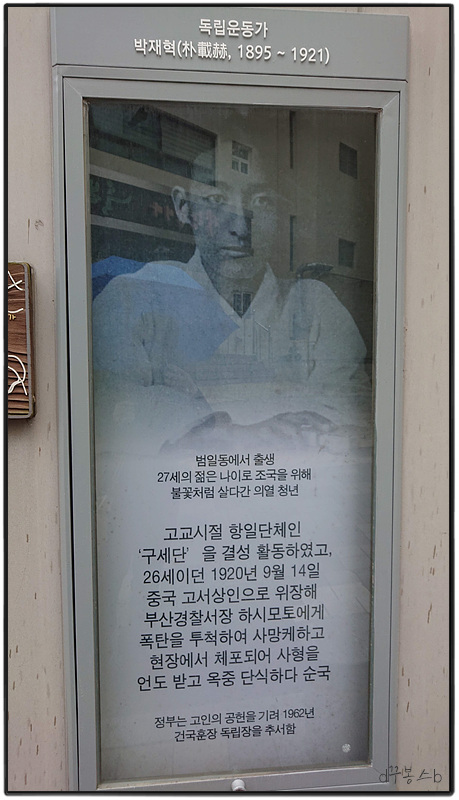 독립운동가
박재혁(朴載赫, 1895 ~ 1921)
범일동에서 출생
27세의 젊은 나이로 조국을 위해
불꽃처럼 살다간 의열 청년
고교시절 항일단체인
‘구세단’을 결성 활동하였고,
26세이던 1920년 9월 14일
중국 고서상인으로 위장해
부산경찰서장 하시모토에게
폭탄을 투척하여 사망케하고
현장에서 체포되어 사형을
언도 받고 옥중 단식하다 순국
정부는 고인의 공헌을 기려 1962년
건국훈장 독립장을 추서함